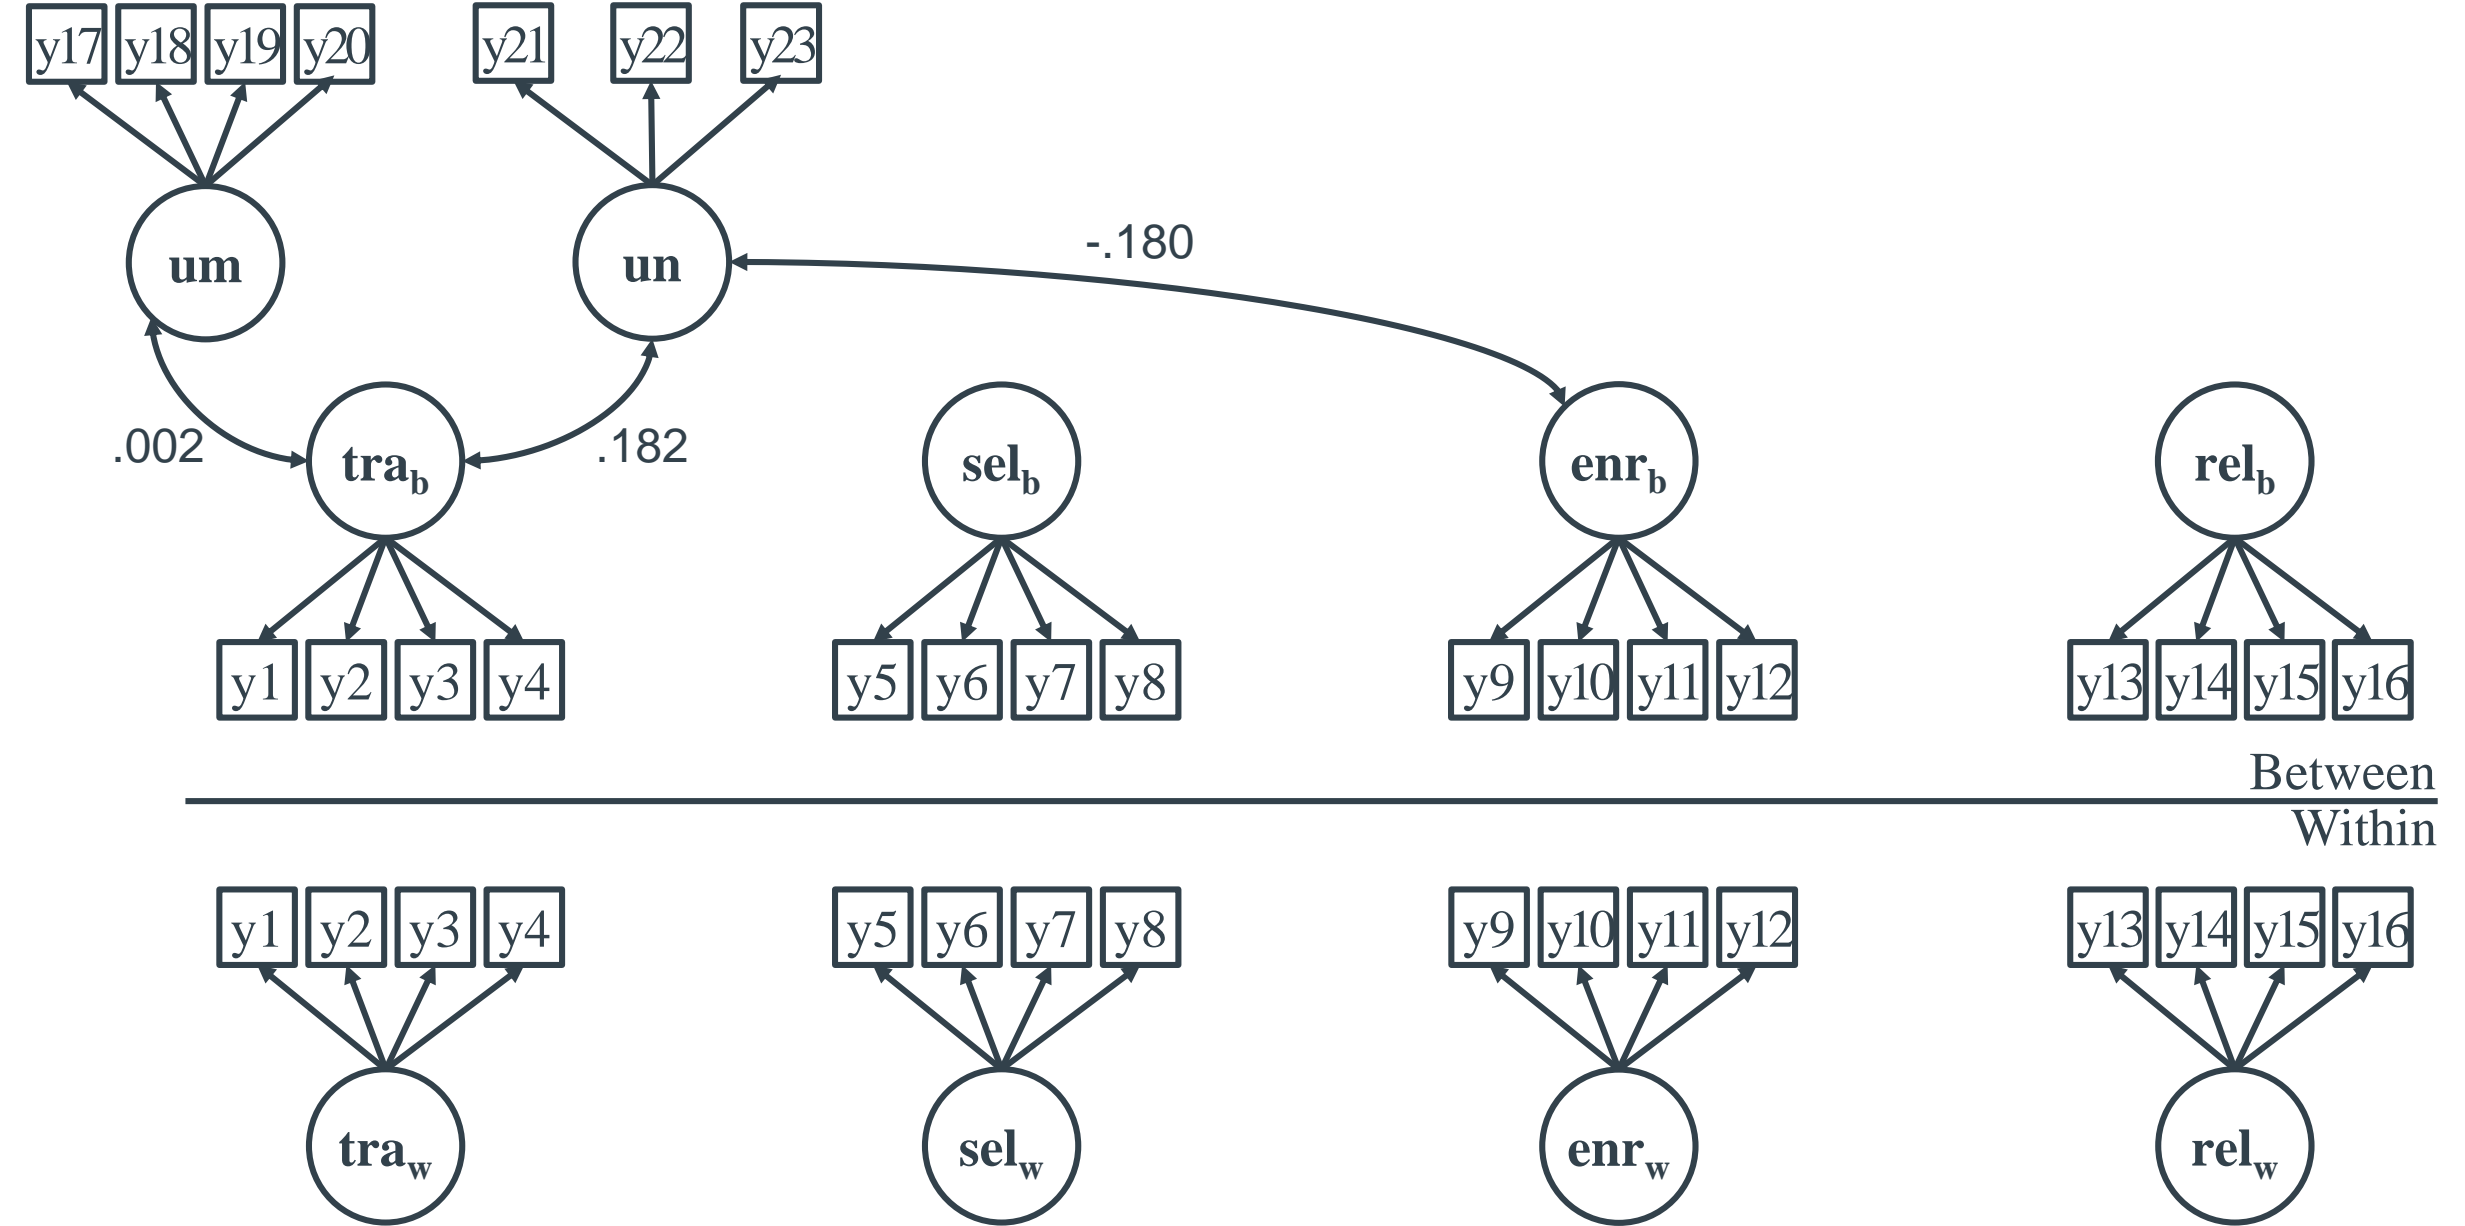 y17 y18 y19 y20 y21 y22 y23
-.180
um un
.002 .182
tra_b sel_b enr_b rel_b
y1 y2 y3 y4 y5 y6 y7 y8 y9 y10 y11 y12 y13 y14 y15 y16
Between
Within
y1 y2 y3 y4 y5 y6 y7 y8 y9 y10 y11 y12 y13 y14 y15 y16
tra_w sel_w enr_w rel_w